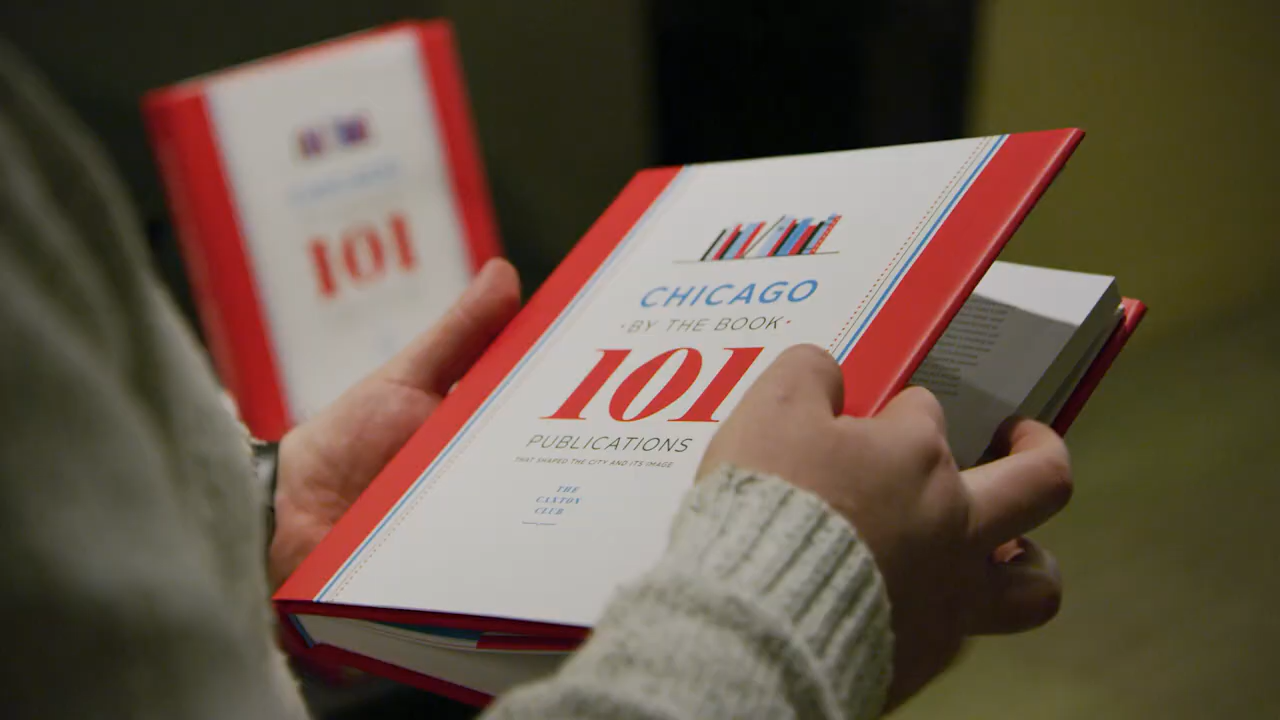 CHICAGO
·BY THE BOOK·
101
PUBLICATIONS
THAT SHAPED THE CITY AND ITS IMAGE
THE
CAXTON
CLUB
101